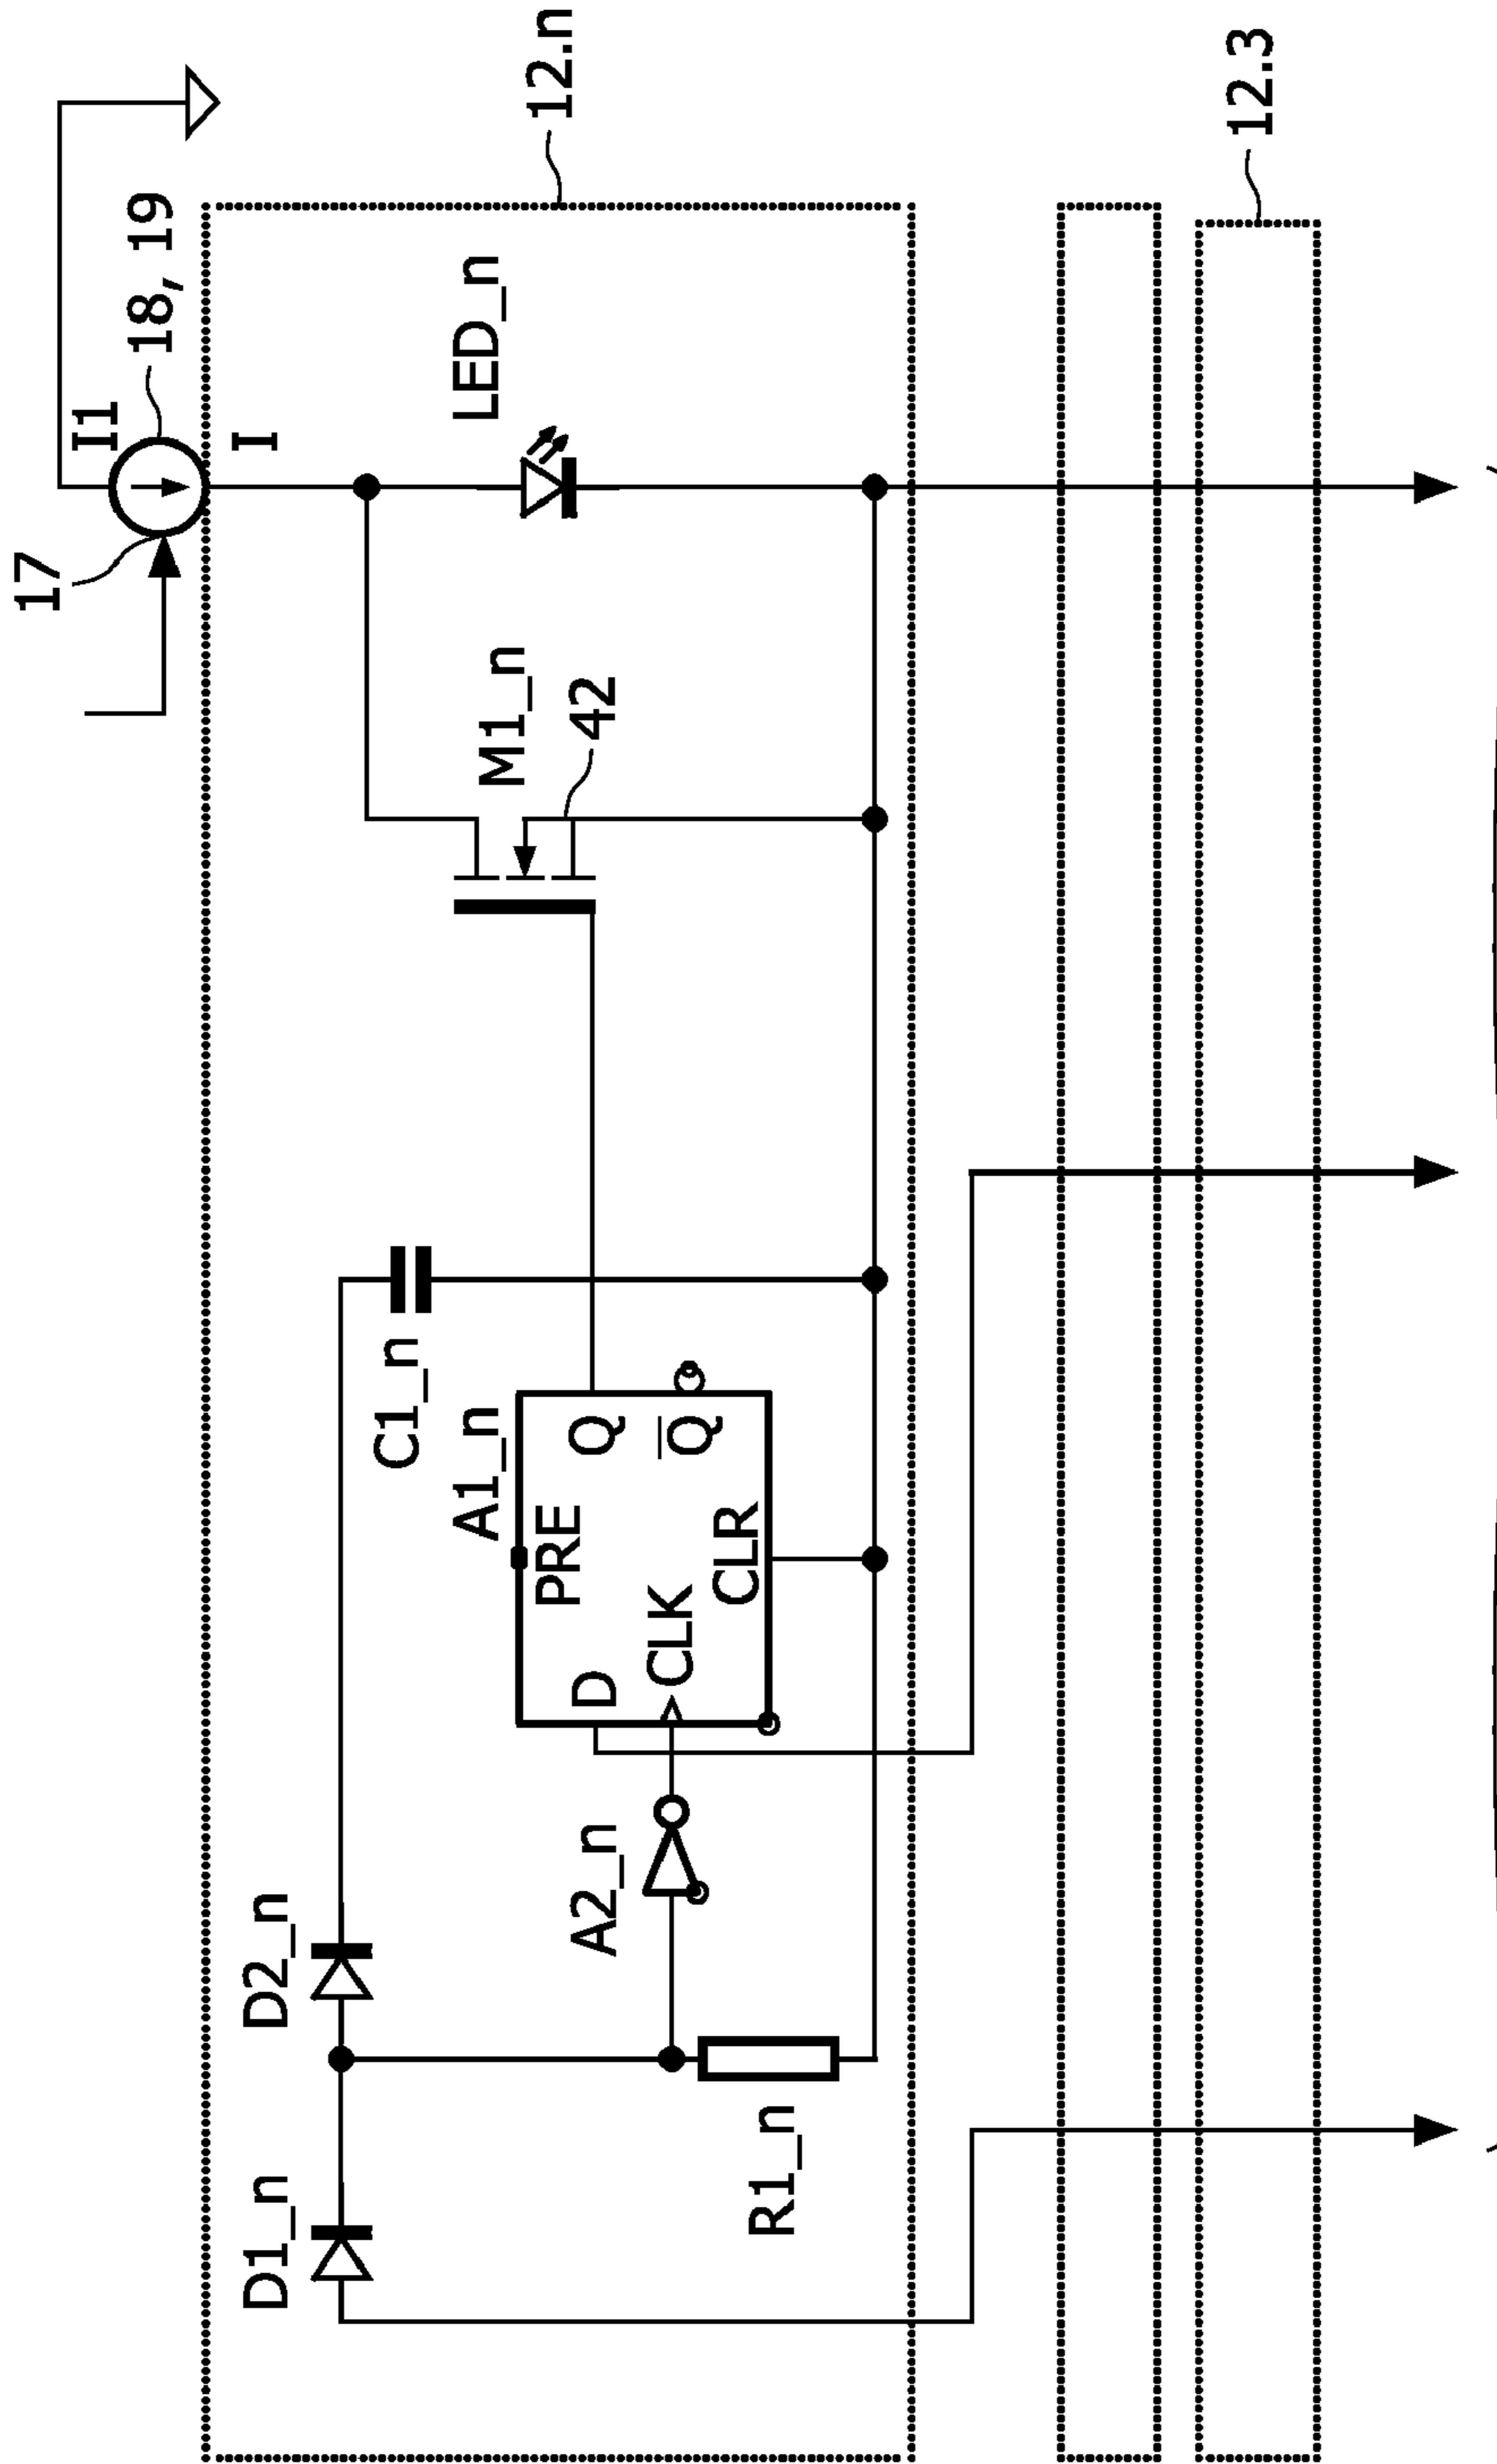 17
I1
18, 19
I
12.n
LED_n
M1_n
42
C1_n
A1_n
PRE
D
Q
CLK
Q
CLR
D2_n
A2_n
D1_n
R1_n
12.3